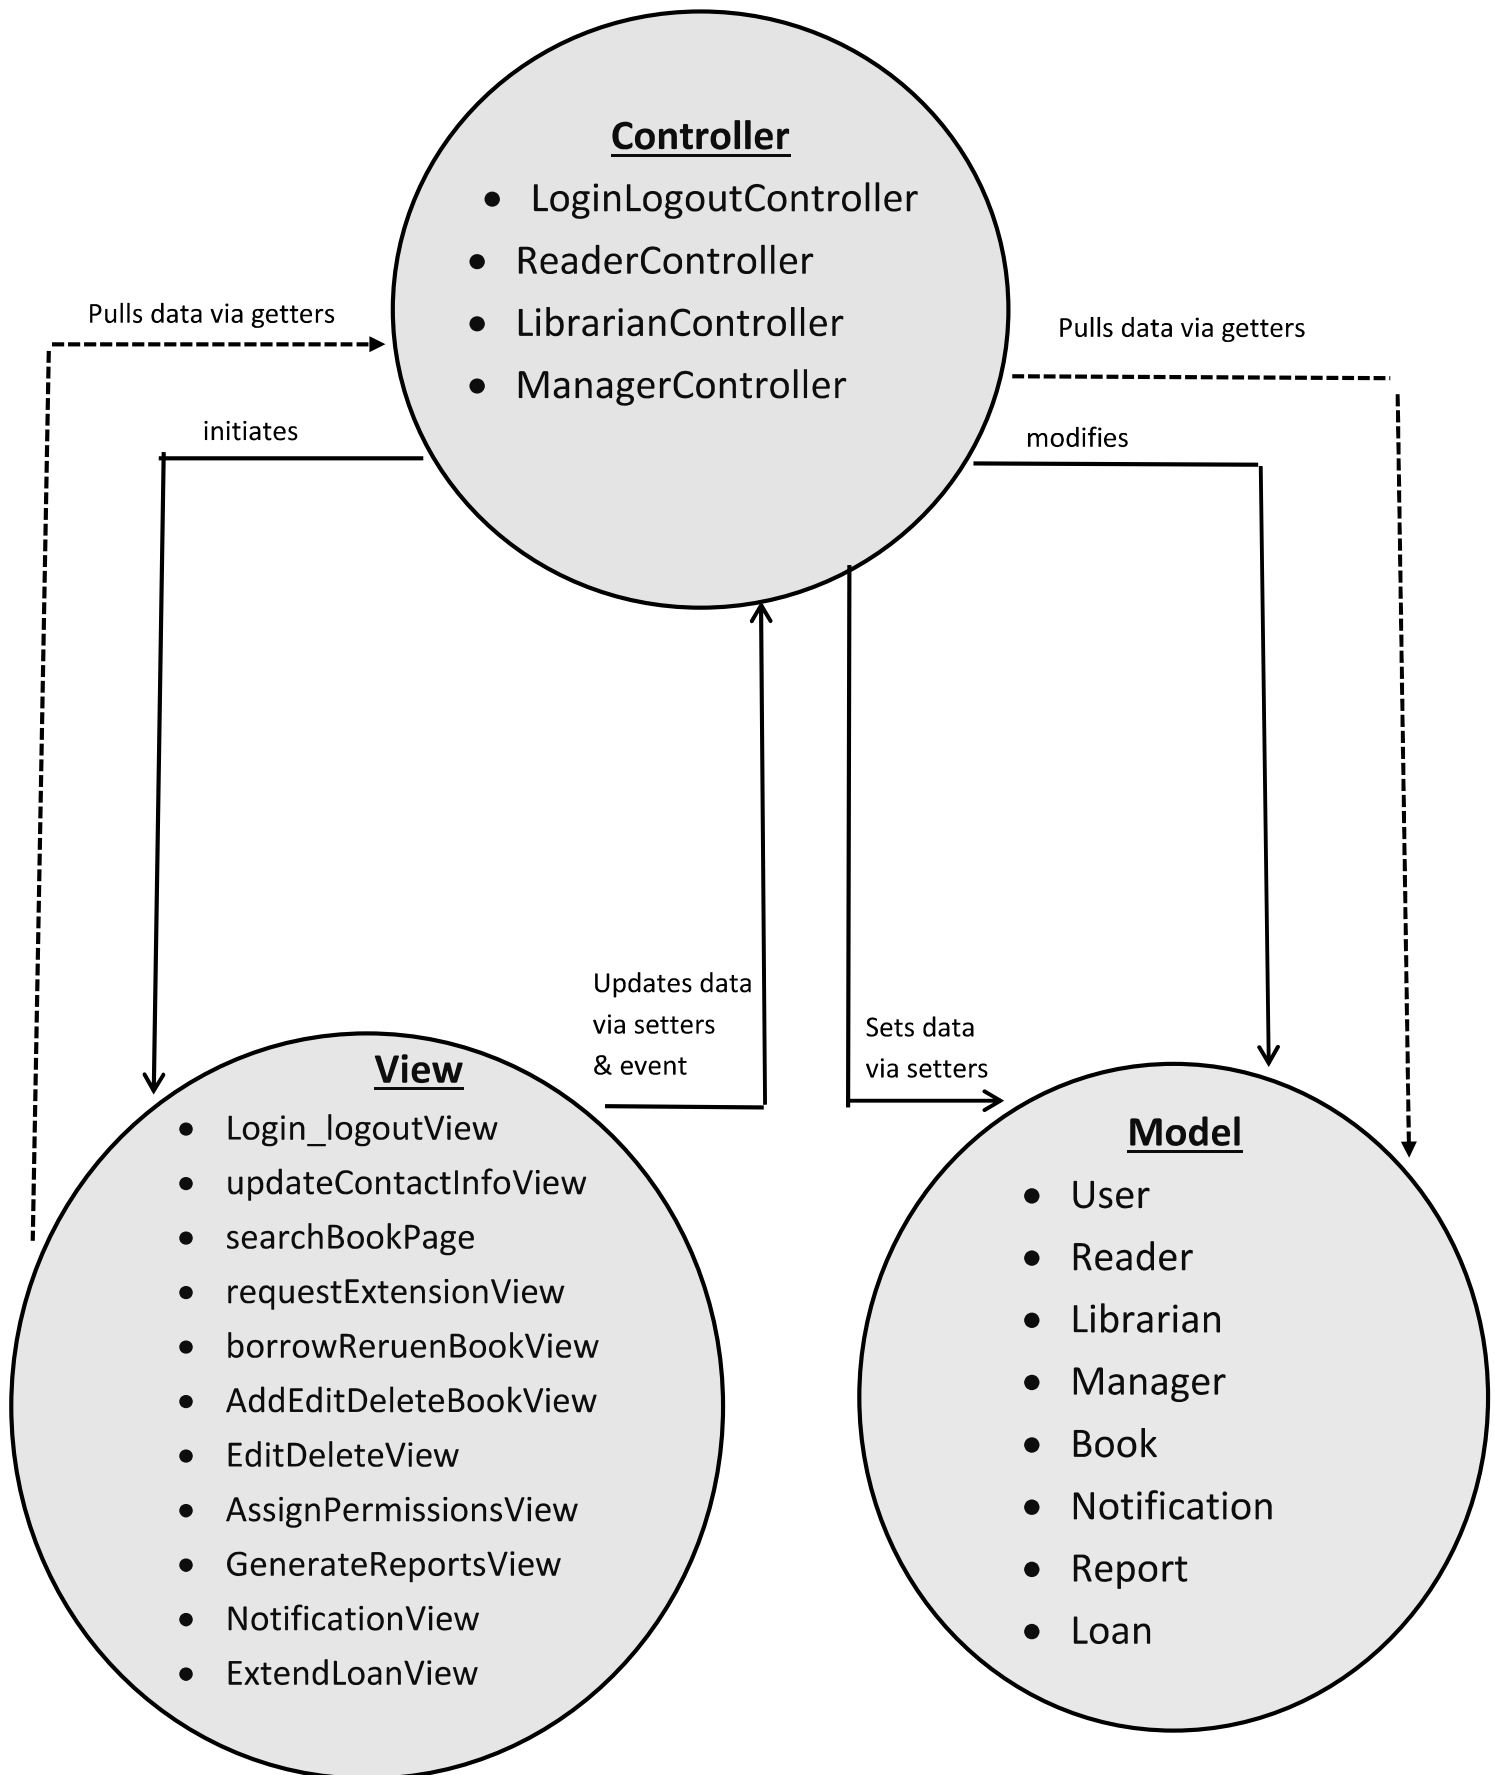 Controller
• LoginLogoutController
• ReaderController
• LibrarianController
• ManagerController
Pulls data via getters
Pulls data via getters
initiates
modifies
Updates data
via setters
& event
Sets data
via setters
View
• Login_logoutView
• updateContactInfoView
• searchBookPage
• requestExtensionView
• borrowReruenBookView
• AddEditDeleteBookView
• EditDeleteView
• AssignPermissionsView
• GenerateReportsView
• NotificationView
• ExtendLoanView
Model
• User
• Reader
• Librarian
• Manager
• Book
• Notification
• Report
• Loan